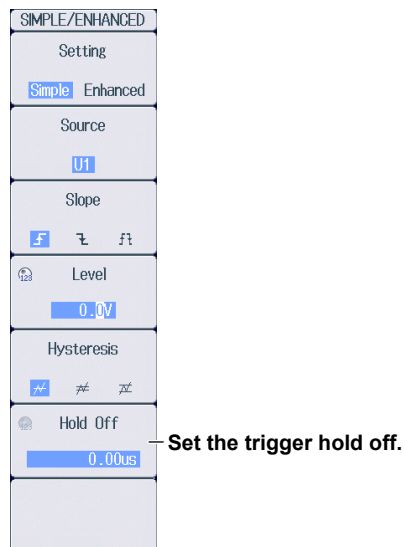 SIMPLE/ENHANCED
Setting
Simple Enhanced
Source
U1
Slope
Level
0.0V
Hysteresis
Hold Off
0.00us
Set the trigger hold off.